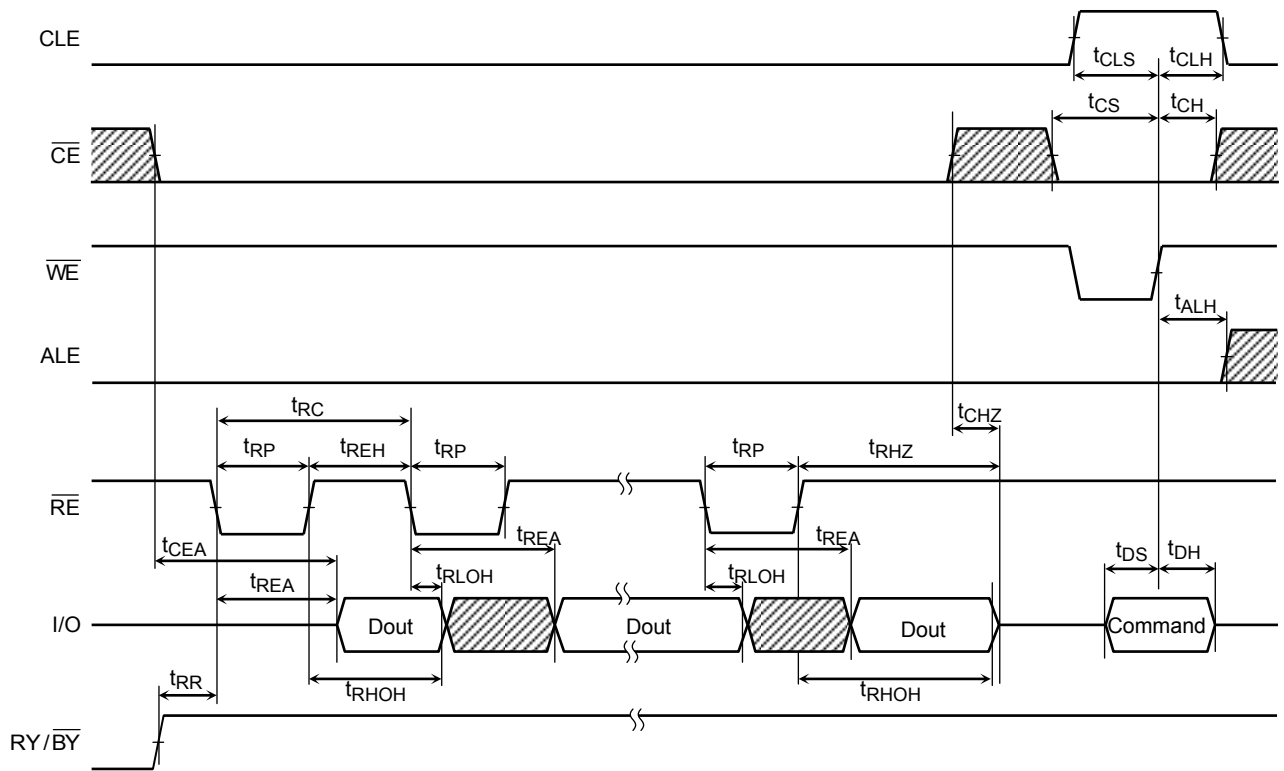 CLE
tCLS tCLH
tCS tCH
CE
WE
tALH
ALE
tRC
tCHZ
tRP tREH tRP tRP tRHZ
RE
tCEA tREA tREA
tREA tRLOH tRLOH tDS tDH
I/O Dout Dout Dout Command
tRR tRHOH tRHOH
RY/BY